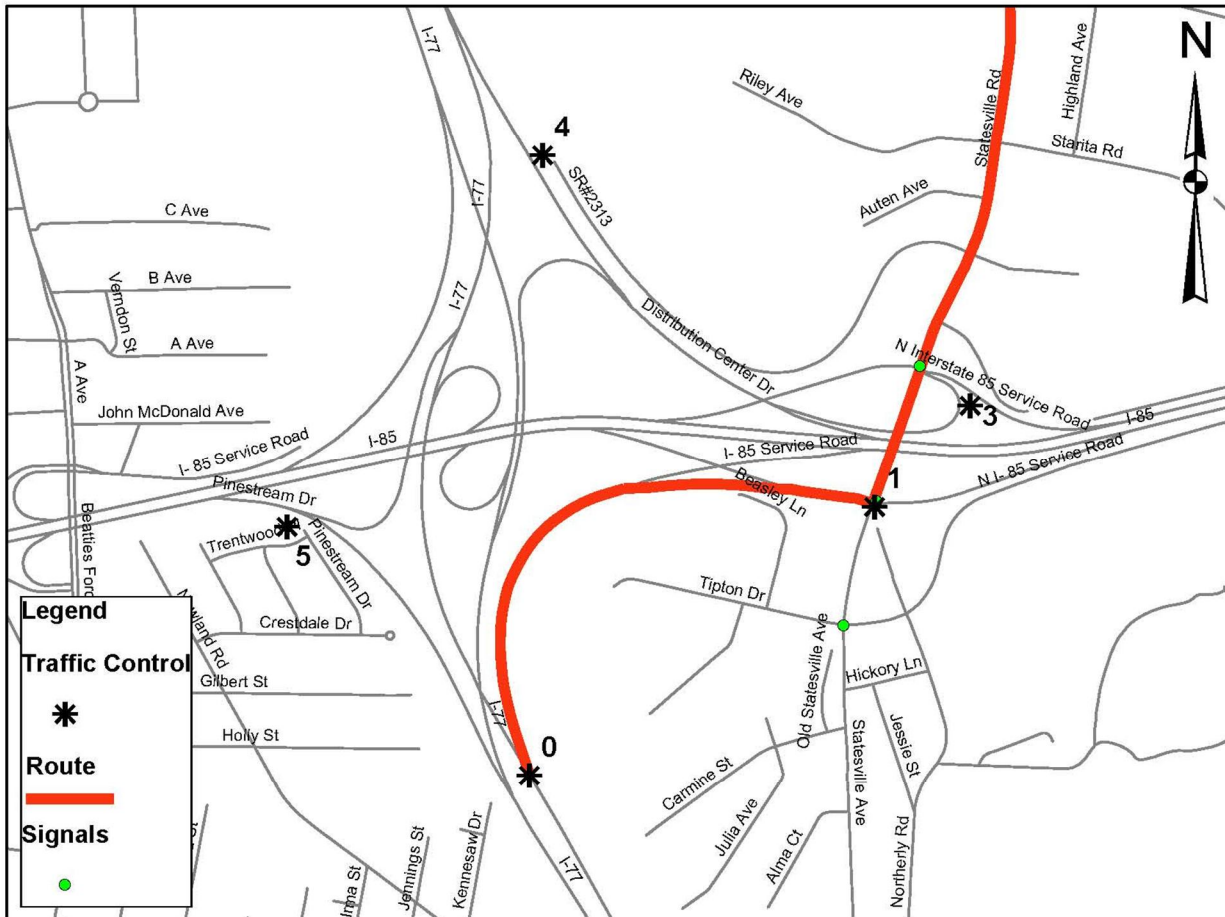 I-77
N
Riley Ave
Statesville Rd
Highland Ave
4
Starita Rd
I-77
SR#2313
Auten Ave
C Ave
B Ave
Verndon St
I-77
I-77
A Ave
A Ave
Distribution Center Dr
N Interstate 85 Service Road
John McDonald Ave
3
I-85
I-85
I- 85 Service Road
I- 85 Service Road
N I- 85 Service Road
Pinestream Dr
Beasley Ln
1
Beatties Ford
Trentwood
5
Pinestream Dr
Tipton Dr
Crestdale Dr
Old Statesville Ave
Hickory Ln
Gilbert St
I-77
Holly St
0
Statesville Ave
Jessie St
Carmine St
Julia Ave
Alma Ct
Northerly Rd
I-77
Kennesaw Dr
Jennings St
Irma St
Legend
Traffic Control
Route
Signals